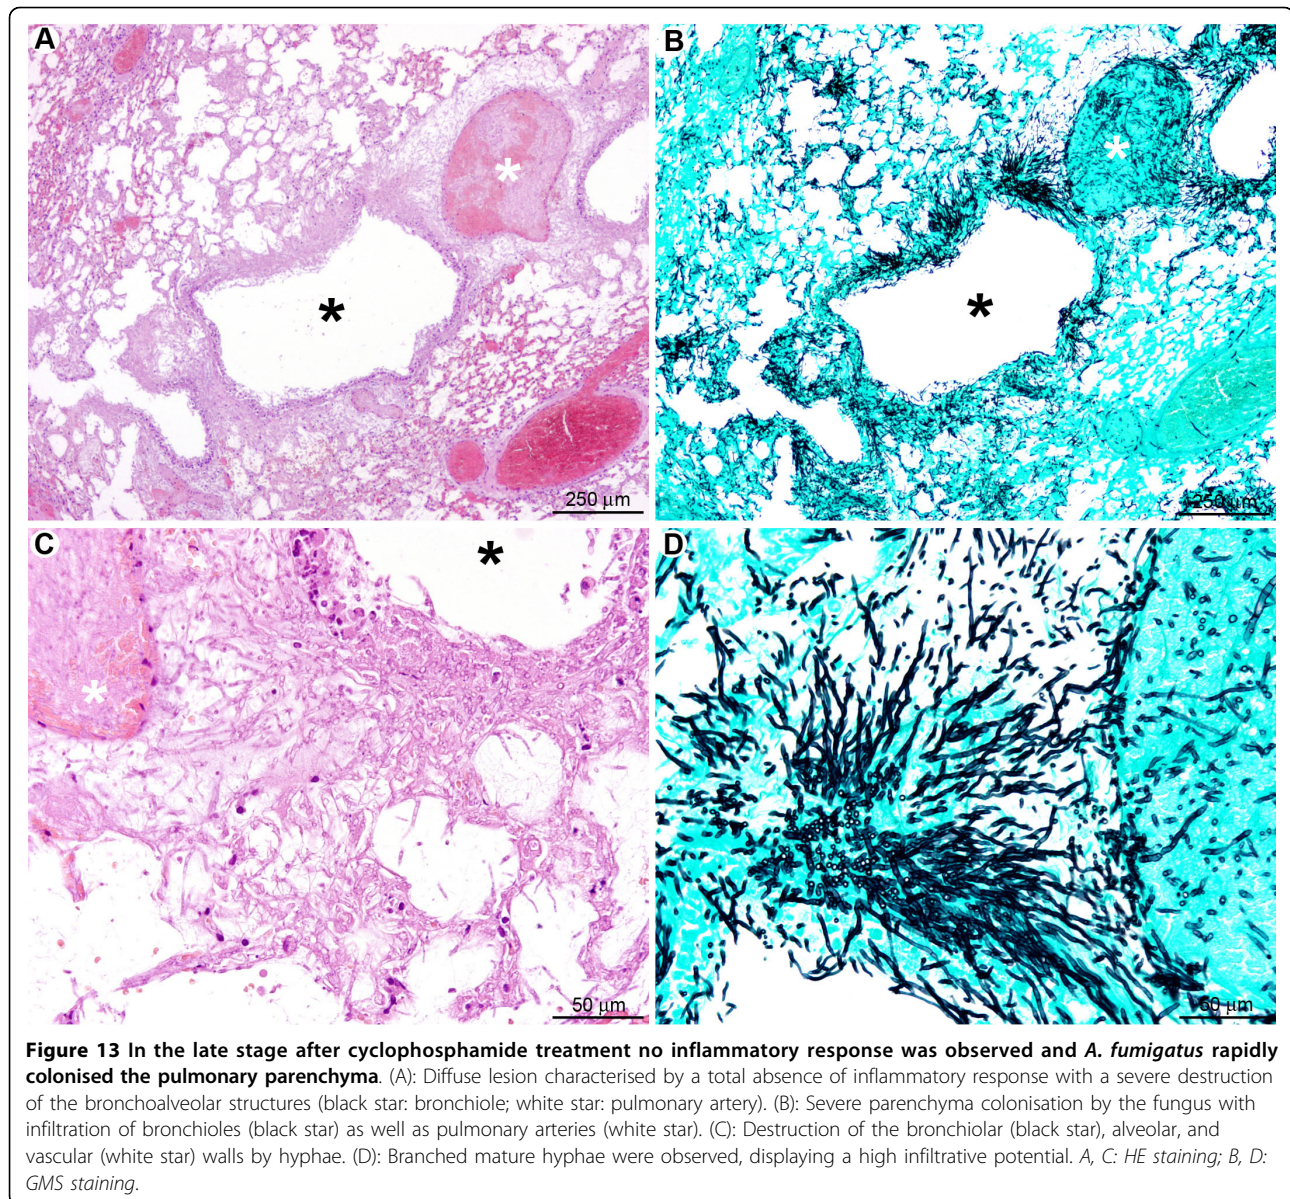 A
B
250 µm
250 µm
C
D
50 µm
50 µm
Figure 13 In the late stage after cyclophosphamide treatment no inflammatory response was observed and A. fumigatus rapidly
colonised the pulmonary parenchyma. (A): Diffuse lesion characterised by a total absence of inflammatory response with a severe destruction
of the bronchoalveolar structures (black star: bronchiole; white star: pulmonary artery). (B): Severe parenchyma colonisation by the fungus with
infiltration of bronchioles (black star) as well as pulmonary arteries (white star). (C): Destruction of the bronchiolar (black star), alveolar, and
vascular (white star) walls by hyphae. (D): Branched mature hyphae were observed, displaying a high infiltrative potential. A, C: HE staining; B, D:
GMS staining.